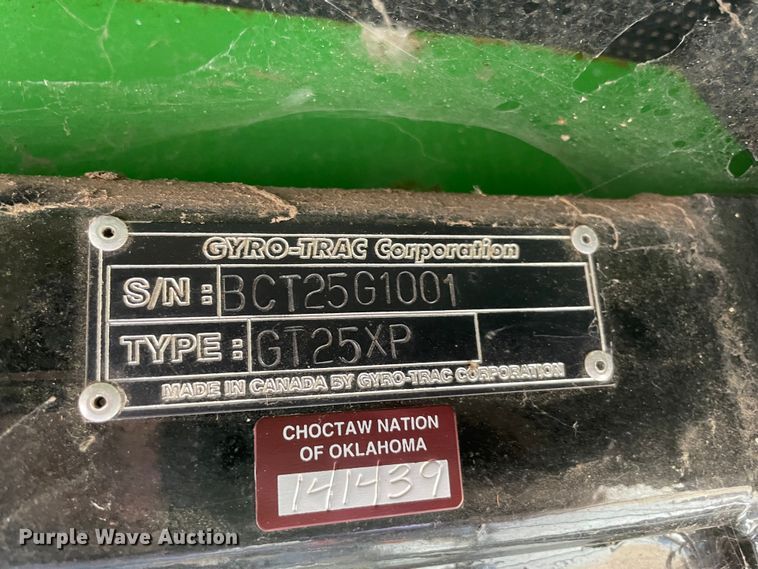 GYRO-TRAC Corporation
S/N: BCT25G1001
TYPE: GT25XP
MADE IN CANADA BY GYRO-TRAC CORPORATION
CHOCTAW NATION
OF OKLAHOMA
141439
Purple Wave Auction